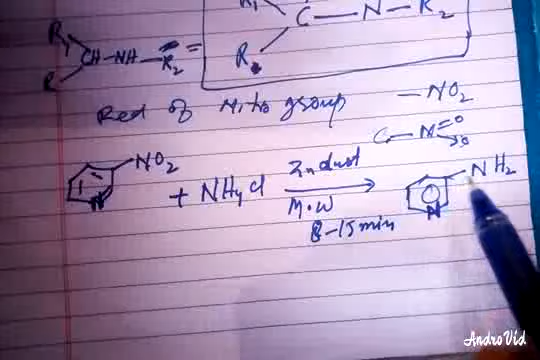 R1 C — N — R2
R1 CH - NH - R2 =
R R
Red of Nitro group — NO2
C — N = O
NO2 + NH4Cl Zn dust NH2
N M.W N
8-15 min
AndroVid